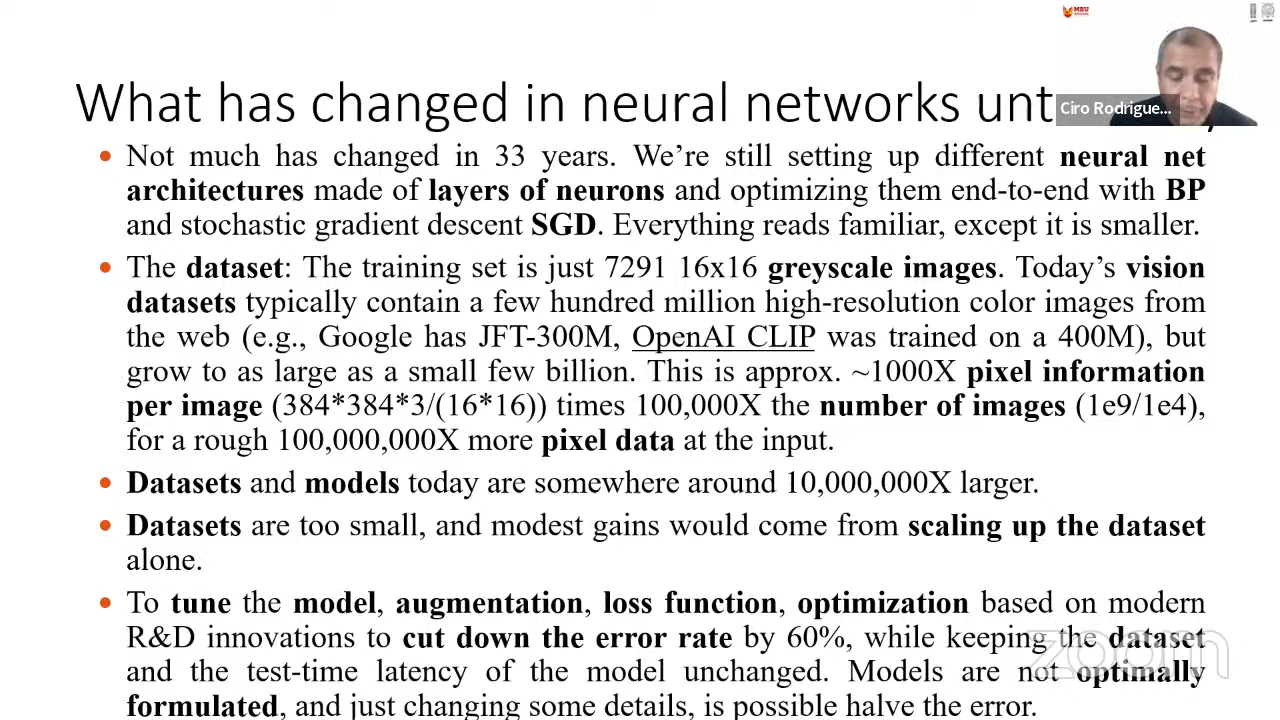 MBU
What has changed in neural networks unt
Ciro Rodrigue...
• Not much has changed in 33 years. We’re still setting up different neural net
architectures made of layers of neurons and optimizing them end-to-end with BP
and stochastic gradient descent SGD. Everything reads familiar, except it is smaller.
• The dataset: The training set is just 7291 16x16 greyscale images. Today’s vision
datasets typically contain a few hundred million high-resolution color images from
the web (e.g., Google has JFT-300M, OpenAI CLIP was trained on a 400M), but
grow to as large as a small few billion. This is approx. ~1000X pixel information
per image (384*384*3/(16*16)) times 100,000X the number of images (1e9/1e4),
for a rough 100,000,000X more pixel data at the input.
• Datasets and models today are somewhere around 10,000,000X larger.
• Datasets are too small, and modest gains would come from scaling up the dataset
alone.
• To tune the model, augmentation, loss function, optimization based on modern
R&D innovations to cut down the error rate by 60%, while keeping the dataset
and the test-time latency of the model unchanged. Models are not optimally
formulated, and just changing some details, is possible halve the error.
zoom